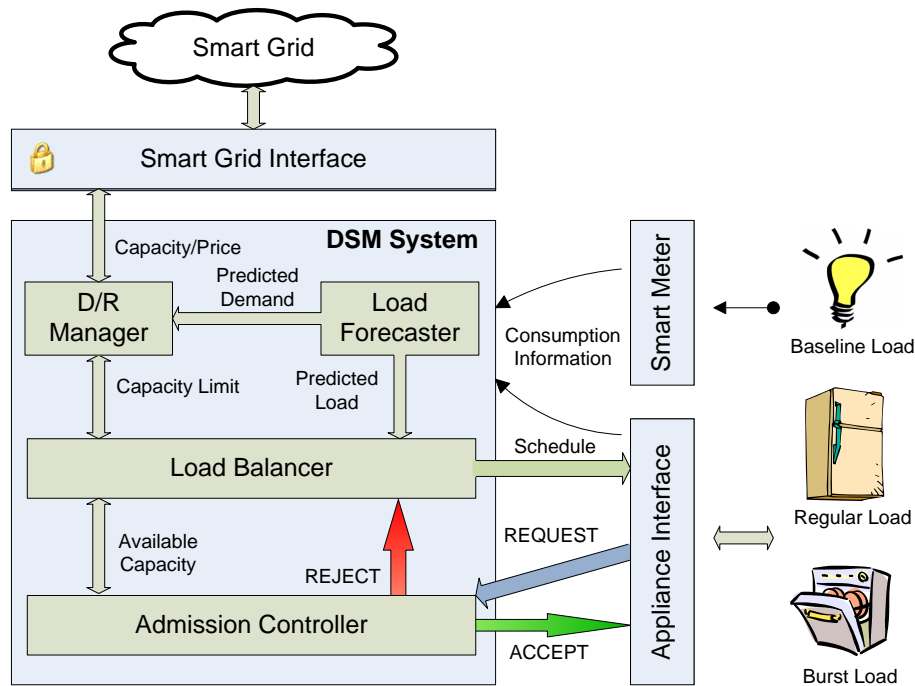 Smart Grid
Smart Grid Interface
DSM System
Capacity/Price
Predicted
Demand
D/R
Manager
Load
Forecaster
Capacity Limit
Predicted
Load
Load Balancer
Available
Capacity
REJECT
Admission Controller
Consumption
Information
Schedule
REQUEST
ACCEPT
Smart Meter
Appliance Interface
Baseline Load
Regular Load
Burst Load